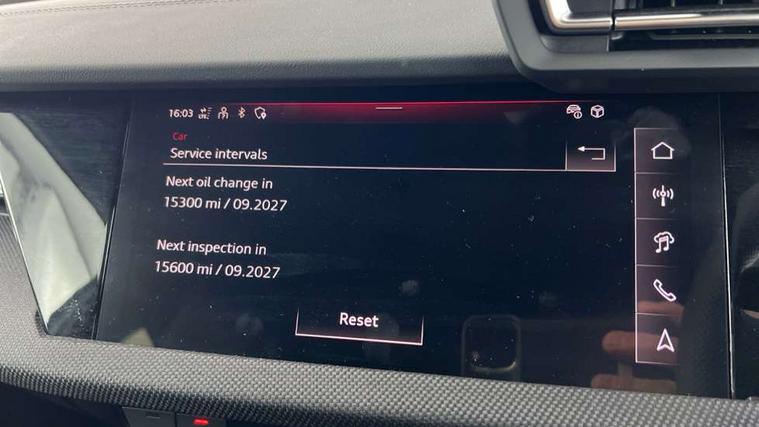 16:03 LTE
Car
Service intervals
Next oil change in
15300 mi / 09.2027
Next inspection in
15600 mi / 09.2027
Reset